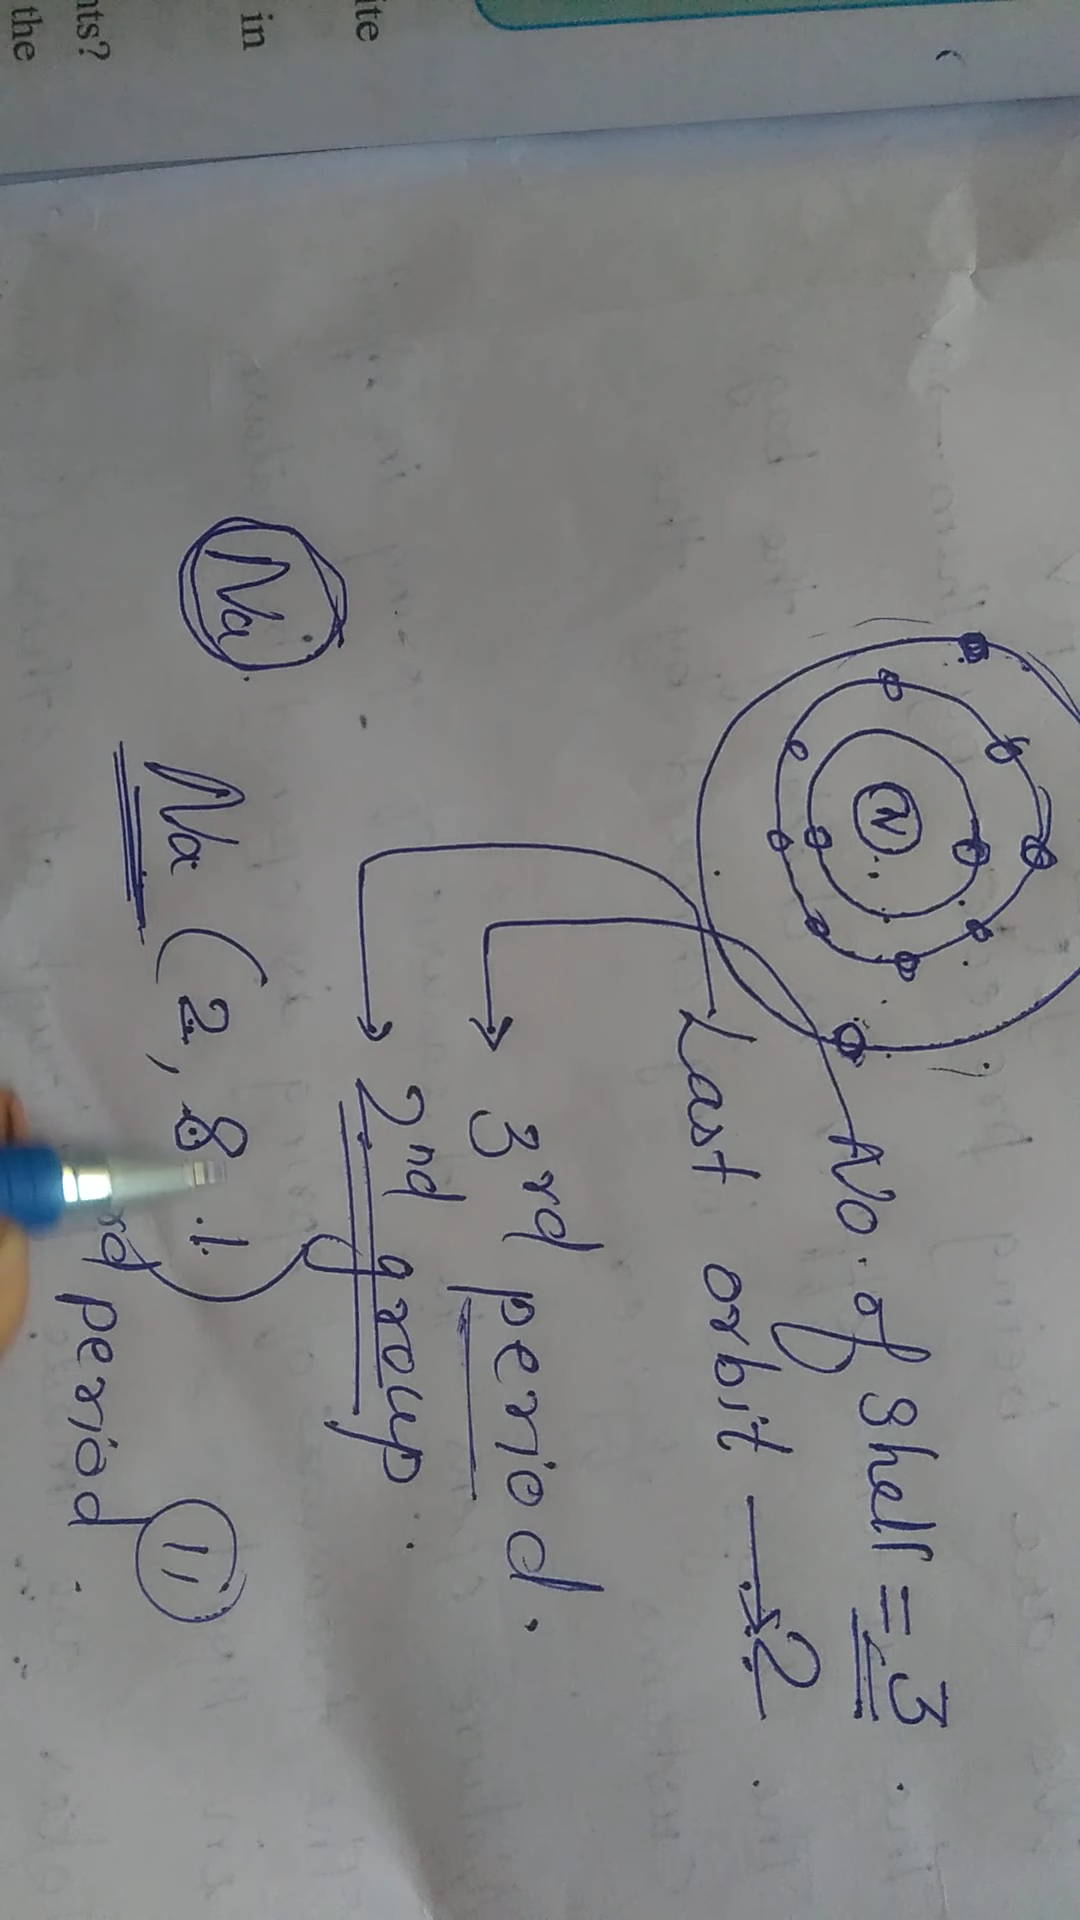 ite
in
nts?
the
N
No. of shell = 3
Last orbit → 2
3rd period.
2nd group.
Na
Na (2, 8, 1)
rd period
11